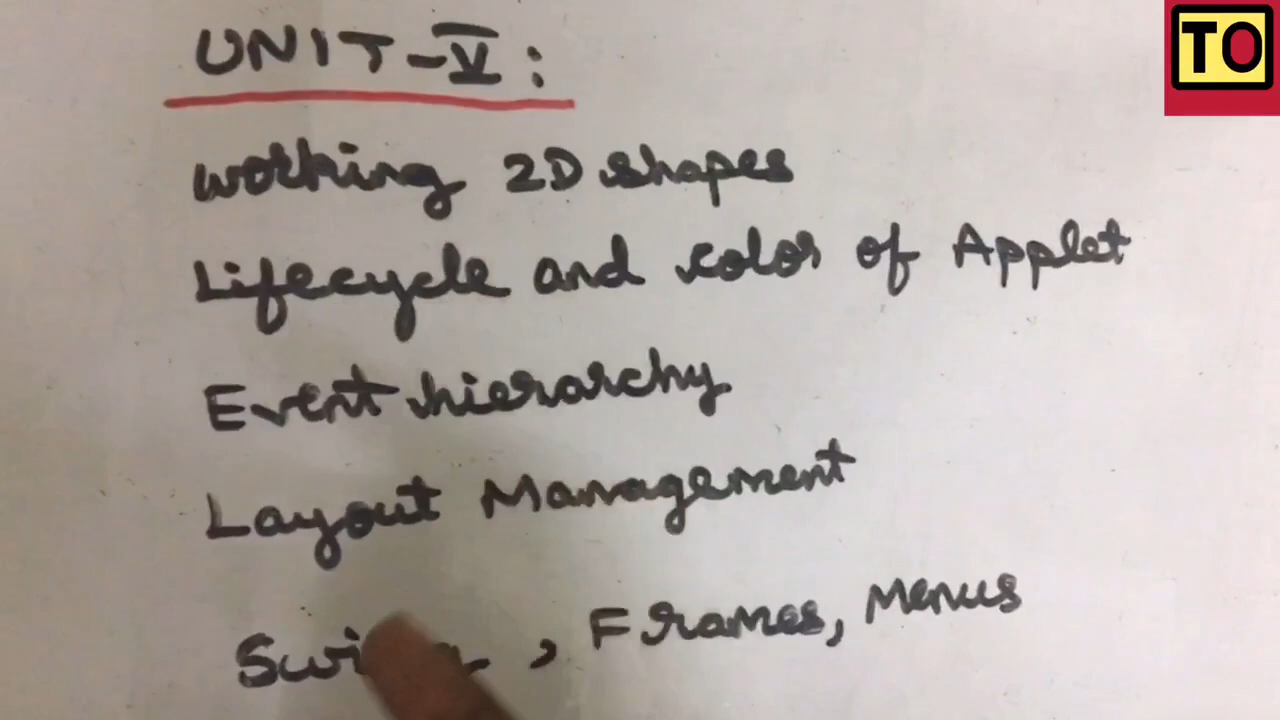 TO
UNIT-V:
Working 2D shapes
Lifecycle and color of Applet
Event hierarchy
Layout Management
, Frames, Menus